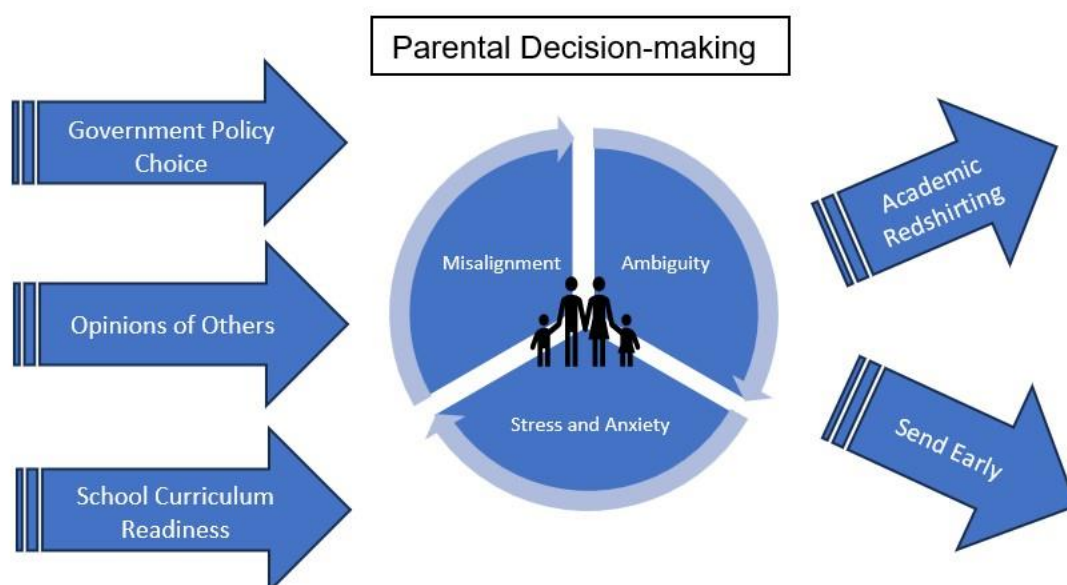 Parental Decision-making
Government Policy
Choice
Opinions of Others
School Curriculum
Readiness
Misalignment
Ambiguity
Stress and Anxiety
Academic
Redshirting
Send Early